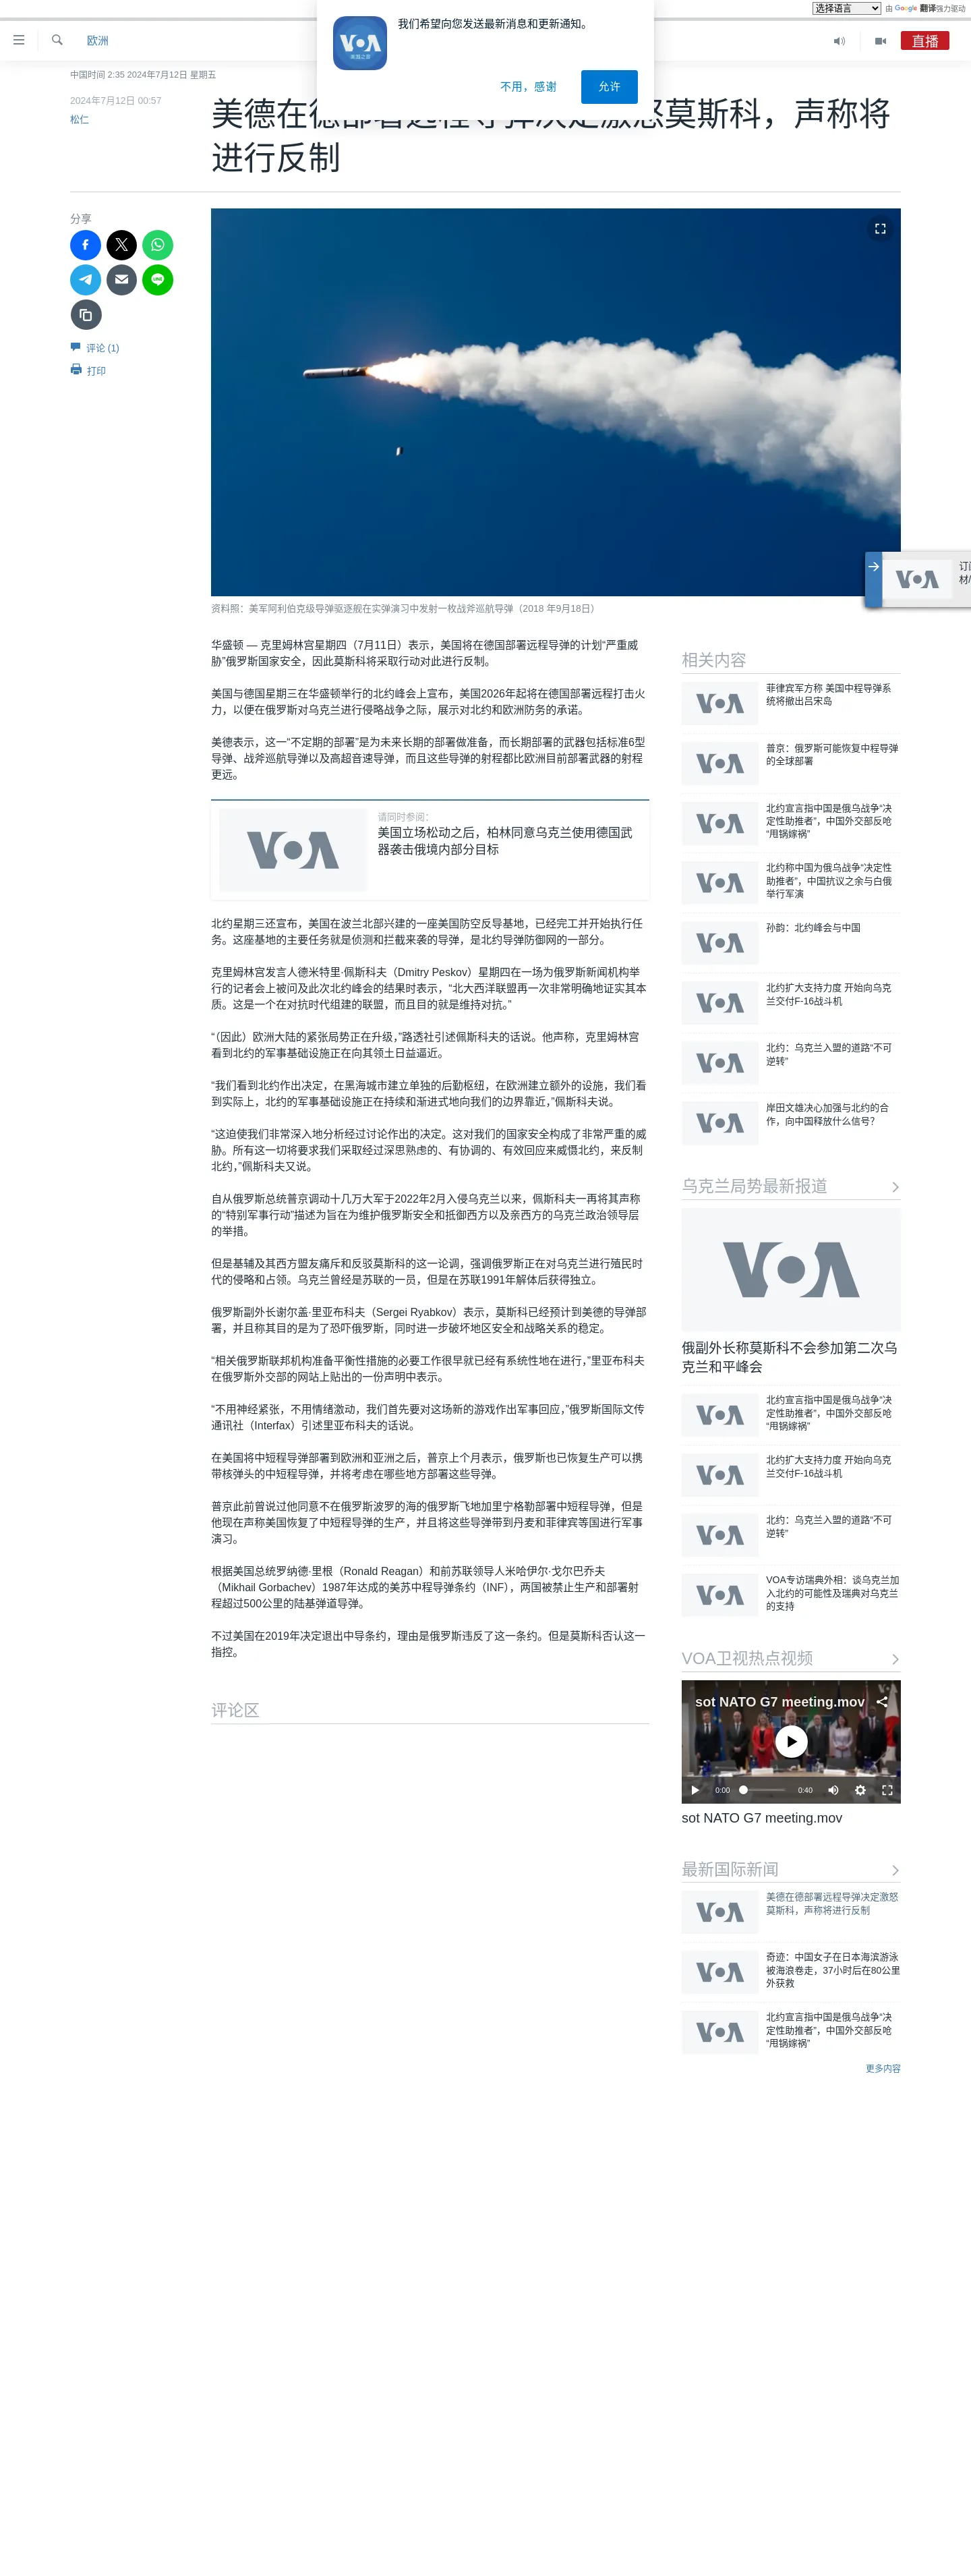 选择语言
由 Google 翻译强力驱动
我们希望向您发送最新消息和更新通知。
VOA
美国之音
不用，感谢
允许
欧洲
直播
中国时间 2:35 2024年7月12日 星期五
2024年7月12日 00:57
松仁
美德在德部署远程导弹决定激怒莫斯科，声称将
进行反制
分享
评论 (1)
打印
资料照：美军阿利伯克级导弹驱逐舰在实弹演习中发射一枚战斧巡航导弹（2018 年9月18日）
华盛顿 — 克里姆林宫星期四（7月11日）表示，美国将在德国部署远程导弹的计划“严重威
胁”俄罗斯国家安全，因此莫斯科将采取行动对此进行反制。
美国与德国星期三在华盛顿举行的北约峰会上宣布，美国2026年起将在德国部署远程打击火
力，以便在俄罗斯对乌克兰进行侵略战争之际，展示对北约和欧洲防务的承诺。
美德表示，这一“不定期的部署”是为未来长期的部署做准备，而长期部署的武器包括标准6型
导弹、战斧巡航导弹以及高超音速导弹，而且这些导弹的射程都比欧洲目前部署武器的射程
更远。
VOA
请同时参阅：
美国立场松动之后，柏林同意乌克兰使用德国武
器袭击俄境内部分目标
北约星期三还宣布，美国在波兰北部兴建的一座美国防空反导基地，已经完工并开始执行任
务。这座基地的主要任务就是侦测和拦截来袭的导弹，是北约导弹防御网的一部分。
克里姆林宫发言人德米特里·佩斯科夫（Dmitry Peskov）星期四在一场为俄罗斯新闻机构举
行的记者会上被问及此次北约峰会的结果时表示，“北大西洋联盟再一次非常明确地证实其本
质。这是一个在对抗时代组建的联盟，而且目的就是维持对抗。”
“（因此）欧洲大陆的紧张局势正在升级，”路透社引述佩斯科夫的话说。他声称，克里姆林宫
看到北约的军事基础设施正在向其领土日益逼近。
“我们看到北约作出决定，在黑海城市建立单独的后勤枢纽，在欧洲建立额外的设施，我们看
到实际上，北约的军事基础设施正在持续和渐进式地向我们的边界靠近，”佩斯科夫说。
“这迫使我们非常深入地分析经过讨论作出的决定。这对我们的国家安全构成了非常严重的威
胁。所有这一切将要求我们采取经过深思熟虑的、有协调的、有效回应来威慑北约，来反制
北约，”佩斯科夫又说。
自从俄罗斯总统普京调动十几万大军于2022年2月入侵乌克兰以来，佩斯科夫一再将其声称
的“特别军事行动”描述为旨在为维护俄罗斯安全和抵御西方以及亲西方的乌克兰政治领导层
的举措。
但是基辅及其西方盟友痛斥和反驳莫斯科的这一论调，强调俄罗斯正在对乌克兰进行殖民时
代的侵略和占领。乌克兰曾经是苏联的一员，但是在苏联1991年解体后获得独立。
俄罗斯副外长谢尔盖·里亚布科夫（Sergei Ryabkov）表示，莫斯科已经预计到美德的导弹部
署，并且称其目的是为了恐吓俄罗斯，同时进一步破坏地区安全和战略关系的稳定。
“相关俄罗斯联邦机构准备平衡性措施的必要工作很早就已经有系统性地在进行，”里亚布科夫
在俄罗斯外交部的网站上贴出的一份声明中表示。
“不用神经紧张，不用情绪激动，我们首先要对这场新的游戏作出军事回应，”俄罗斯国际文传
通讯社（Interfax）引述里亚布科夫的话说。
在美国将中短程导弹部署到欧洲和亚洲之后，普京上个月表示，俄罗斯也已恢复生产可以携
带核弹头的中短程导弹，并将考虑在哪些地方部署这些导弹。
普京此前曾说过他同意不在俄罗斯波罗的海的俄罗斯飞地加里宁格勒部署中短程导弹，但是
他现在声称美国恢复了中短程导弹的生产，并且将这些导弹带到丹麦和菲律宾等国进行军事
演习。
根据美国总统罗纳德·里根（Ronald Reagan）和前苏联领导人米哈伊尔·戈尔巴乔夫
（Mikhail Gorbachev）1987年达成的美苏中程导弹条约（INF），两国被禁止生产和部署射
程超过500公里的陆基弹道导弹。
不过美国在2019年决定退出中导条约，理由是俄罗斯违反了这一条约。但是莫斯科否认这一
指控。
评论区
VOA
相关内容
VOA
菲律宾军方称 美国中程导弹系
统将撤出吕宋岛
VOA
普京：俄罗斯可能恢复中程导弹
的全球部署
VOA
北约宣言指中国是俄乌战争“决
定性助推者”，中国外交部反呛
“甩锅嫁祸”
VOA
北约称中国为俄乌战争“决定性
助推者”，中国抗议之余与白俄
举行军演
VOA
孙韵：北约峰会与中国
VOA
北约扩大支持力度 开始向乌克
兰交付F-16战斗机
VOA
北约：乌克兰入盟的道路“不可
逆转”
VOA
岸田文雄决心加强与北约的合
作，向中国释放什么信号？
乌克兰局势最新报道
VOA
俄副外长称莫斯科不会参加第二次乌
克兰和平峰会
VOA
北约宣言指中国是俄乌战争“决
定性助推者”，中国外交部反呛
“甩锅嫁祸”
VOA
北约扩大支持力度 开始向乌克
兰交付F-16战斗机
VOA
北约：乌克兰入盟的道路“不可
逆转”
VOA
VOA专访瑞典外相：谈乌克兰加
入北约的可能性及瑞典对乌克兰
的支持
VOA卫视热点视频
sot NATO G7 meeting.mov
0:00
0:40
sot NATO G7 meeting.mov
最新国际新闻
VOA
美德在德部署远程导弹决定激怒
莫斯科，声称将进行反制
VOA
奇迹：中国女子在日本海滨游泳
被海浪卷走，37小时后在80公里
外获救
VOA
北约宣言指中国是俄乌战争“决
定性助推者”，中国外交部反呛
“甩锅嫁祸”
更多内容